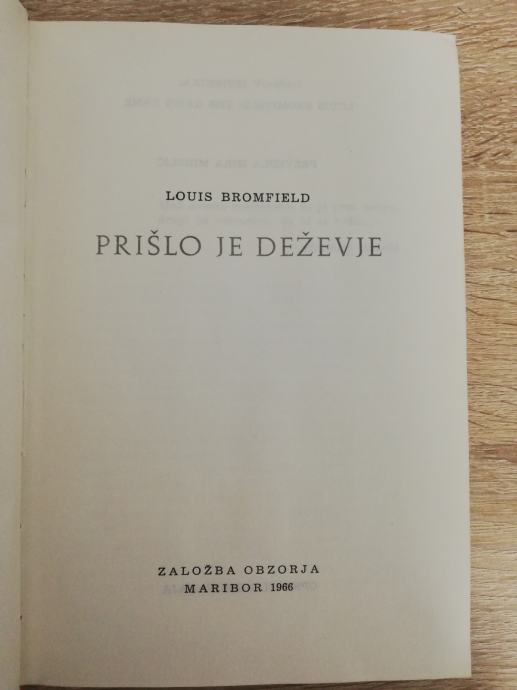 LOUIS BROMFIELD
PRIŠLO JE DEŽEVJE
ZALOŽBA OBZORJA
MARIBOR 1966